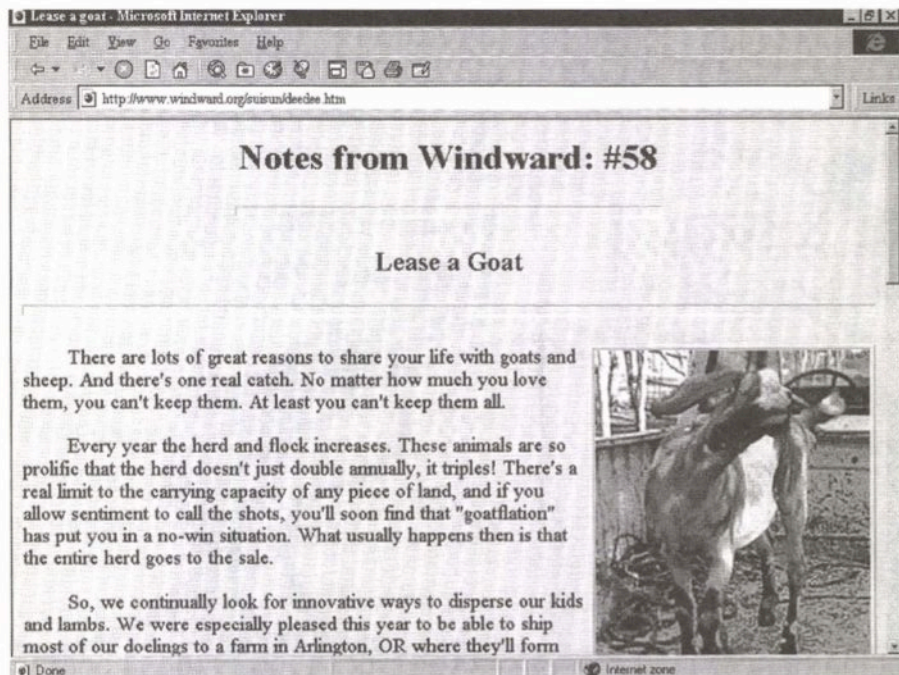 Lease a goat - Microsoft Internet Explorer
File Edit View Go Favorites Help
Address http://www.windward.org/suisun/deedee.htm Links
Notes from Windward: #58
Lease a Goat
There are lots of great reasons to share your life with goats and
sheep. And there's one real catch. No matter how much you love
them, you can't keep them. At least you can't keep them all.
Every year the herd and flock increases. These animals are so
prolific that the herd doesn't just double annually, it triples! There's a
real limit to the carrying capacity of any piece of land, and if you
allow sentiment to call the shots, you'll soon find that "goatflation"
has put you in a no-win situation. What usually happens then is that
the entire herd goes to the sale.
So, we continually look for innovative ways to disperse our kids
and lambs. We were especially pleased this year to be able to ship
most of our doelings to a farm in Arlington, OR where they'll form
Done Internet zone